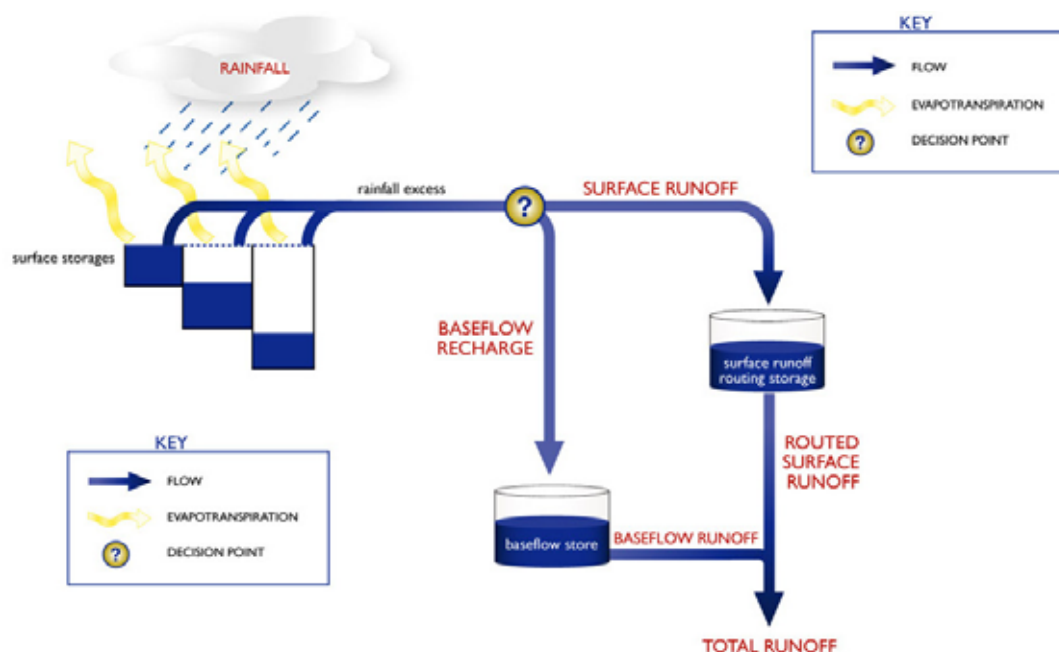 KEY
FLOW
EVAPOTRANSPIRATION
?
DECISION POINT
RAINFALL
rainfall excess
?
SURFACE RUNOFF
surface storages
BASEFLOW
RECHARGE
surface runoff
routing storage
KEY
FLOW
EVAPOTRANSPIRATION
?
DECISION POINT
ROUTED
SURFACE
RUNOFF
baseflow store
BASEFLOW RUNOFF
TOTAL RUNOFF